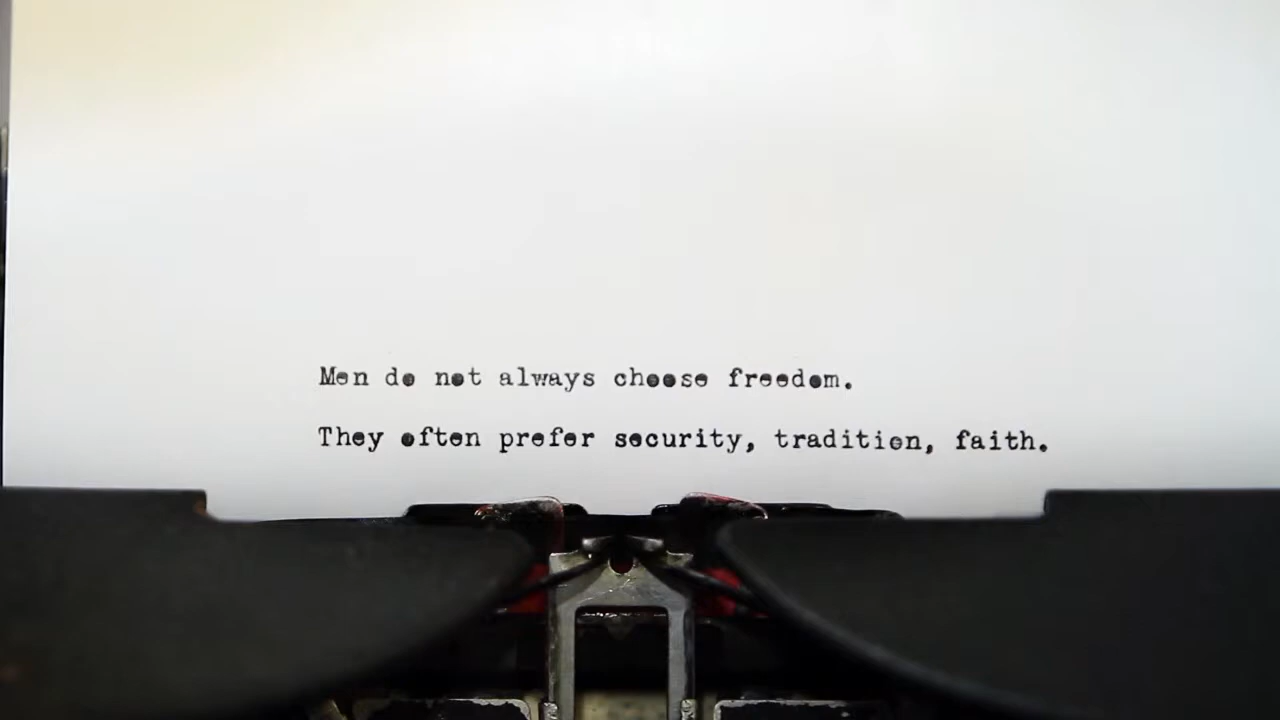 Men do not always choose freedom.
They often prefer security, tradition, faith.